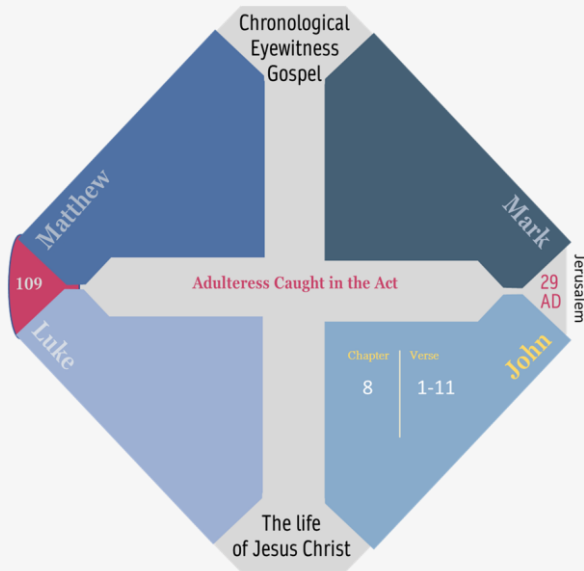 Chronological
Eyewitness
Gospel
Matthew
Mark
109
Adulteress Caught in the Act
29
AD
Jerusalem
Luke
John
Chapter
Verse
8
1-11
The life
of Jesus Christ